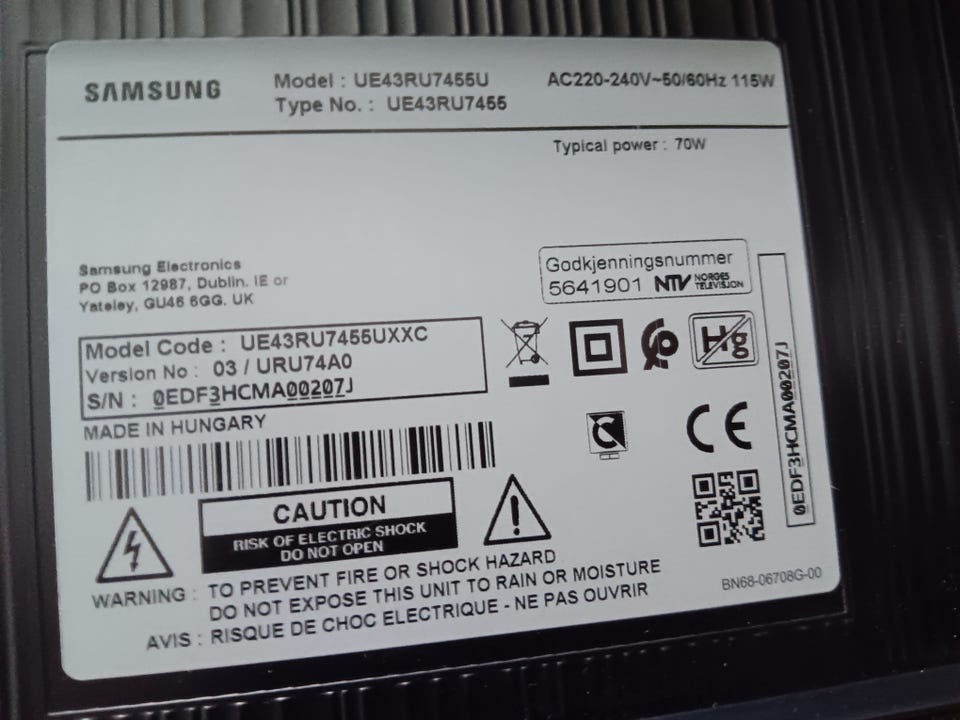 SAMSUNG
Model : UE43RU7455U
Type No. : UE43RU7455
AC220-240V~50/60Hz 115W
Typical power : 70W
Samsung Electronics
PO Box 12987, Dublin. IE or
Yateley, GU46 6GG. UK
Godkjenningsnummer
5641901 NTV NORGES
TELEVISJON
Model Code : UE43RU7455UXXC
Version No : 03 / URU74A0
S/N : 0EDF3HCMA00207J
MADE IN HUNGARY
Hg
CE
0EDF3HCMA00207J
CAUTION
RISK OF ELECTRIC SHOCK
DO NOT OPEN
WARNING : TO PREVENT FIRE OR SHOCK HAZARD
DO NOT EXPOSE THIS UNIT TO RAIN OR MOISTURE
AVIS : RISQUE DE CHOC ELECTRIQUE - NE PAS OUVRIR
BN68-06708G-00